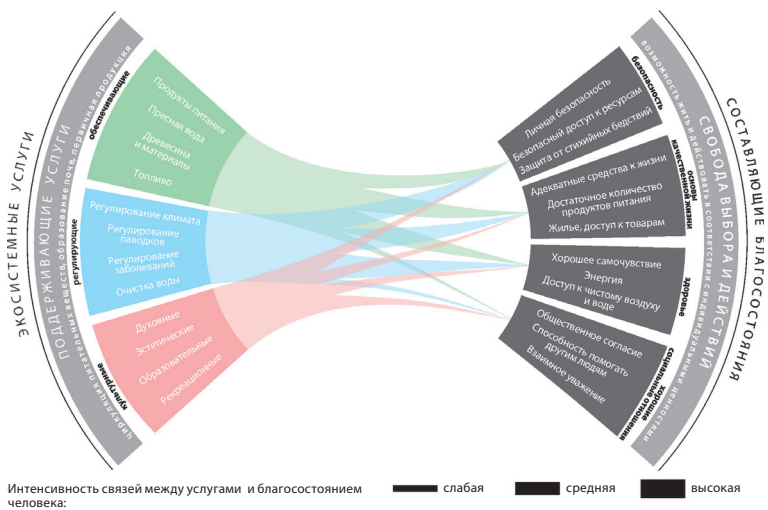 ЭКОСИСТЕМНЫЕ УСЛУГИ
ПОДДЕРЖИВАЮЩИЕ УСЛУГИ
циркуляция питательных веществ, образование почв, первичная продукция
обеспечивающие
Продукты питания
Пресная вода
Древесина
и материалы
Топливо
регулирующие
Регулирование климата
Регулирование
паводков
Регулирование
заболеваний
Очистка воды
культурные
Духовные
Эстетические
Образовательные
Рекреационные
СОСТАВЛЯЮЩИЕ БЛАГОСОСТОЯНИЯ
СВОБОДА ВЫБОРА И ДЕЙСТВИЙ
возможность жить и действовать в соответствии с индивидуальными ценностями
безопасность
Личная безопасность
Безопасный доступ к ресурсам
Защита от стихийных бедствий
основы
качественной жизни
Адекватные средства к жизни
Достаточное количество
продуктов питания
Жилье, доступ к товарам
здоровье
Хорошее самочувствие
Энергия
Доступ к чистому воздуху
и воде
хорошие
социальные отношения
Общественное согласие
Способность помогать
другим людям
Взаимное уважение
Интенсивность связей между услугами и благосостоянием
человека:
слабая
средняя
высокая